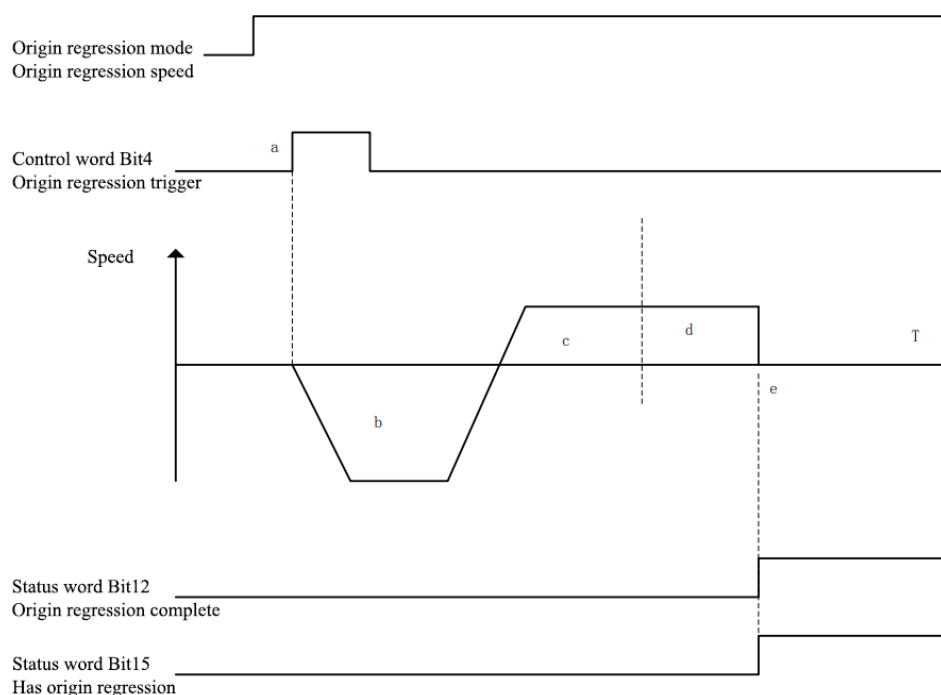 Origin regression mode
Origin regression speed
a
Control word Bit4
Origin regression trigger
Speed
T
d
c
e
b
Status word Bit12
Origin regression complete
Status word Bit15
Has origin regression